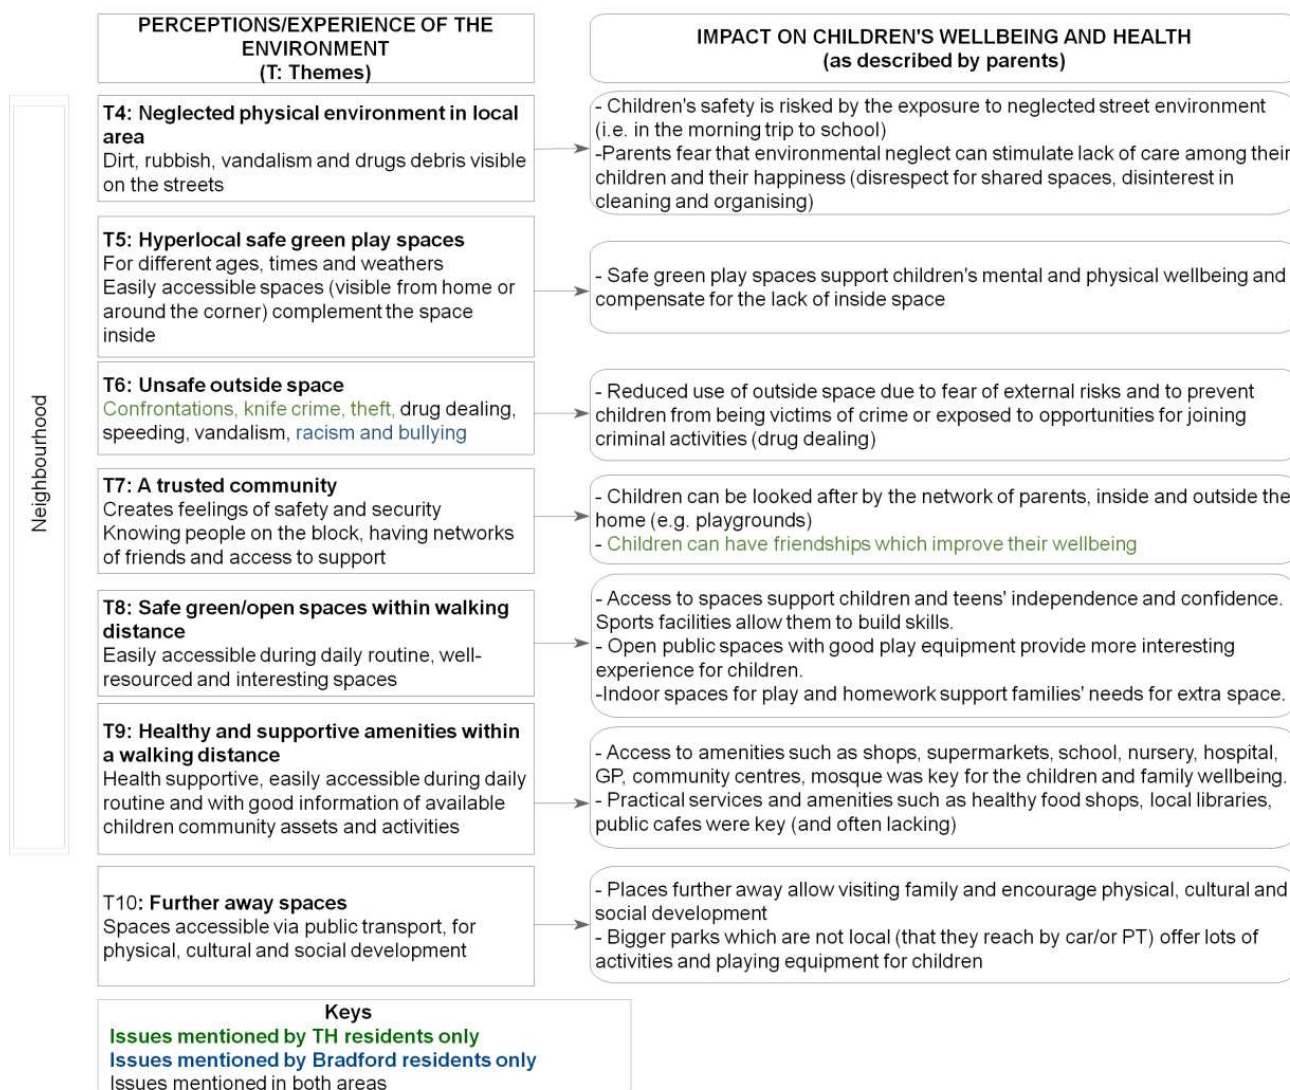 PERCEPTIONS/EXPERIENCE OF THE
ENVIRONMENT
(T: Themes)
IMPACT ON CHILDREN'S WELLBEING AND HEALTH
(as described by parents)
Neighbourhood
T4: Neglected physical environment in local
area
Dirt, rubbish, vandalism and drugs debris visible
on the streets
- Children's safety is risked by the exposure to neglected street environment
(i.e. in the morning trip to school)
-Parents fear that environmental neglect can stimulate lack of care among their
children and their happiness (disrespect for shared spaces, disinterest in
cleaning and organising)
T5: Hyperlocal safe green play spaces
For different ages, times and weathers
Easily accessible spaces (visible from home or
around the corner) complement the space
inside
- Safe green play spaces support children's mental and physical wellbeing and
compensate for the lack of inside space
T6: Unsafe outside space
Confrontations, knife crime, theft, drug dealing,
speeding, vandalism, racism and bullying
- Reduced use of outside space due to fear of external risks and to prevent
children from being victims of crime or exposed to opportunities for joining
criminal activities (drug dealing)
T7: A trusted community
Creates feelings of safety and security
Knowing people on the block, having networks
of friends and access to support
- Children can be looked after by the network of parents, inside and outside the
home (e.g. playgrounds)
- Children can have friendships which improve their wellbeing
T8: Safe green/open spaces within walking
distance
Easily accessible during daily routine, well-
resourced and interesting spaces
- Access to spaces support children and teens' independence and confidence.
Sports facilities allow them to build skills.
- Open public spaces with good play equipment provide more interesting
experience for children.
-Indoor spaces for play and homework support families' needs for extra space.
T9: Healthy and supportive amenities within
a walking distance
Health supportive, easily accessible during daily
routine and with good information of available
children community assets and activities
- Access to amenities such as shops, supermarkets, school, nursery, hospital,
GP, community centres, mosque was key for the children and family wellbeing.
- Practical services and amenities such as healthy food shops, local libraries,
public cafes were key (and often lacking)
T10: Further away spaces
Spaces accessible via public transport, for
physical, cultural and social development
- Places further away allow visiting family and encourage physical, cultural and
social development
- Bigger parks which are not local (that they reach by car/or PT) offer lots of
activities and playing equipment for children
Keys
Issues mentioned by TH residents only
Issues mentioned by Bradford residents only
Issues mentioned in both areas